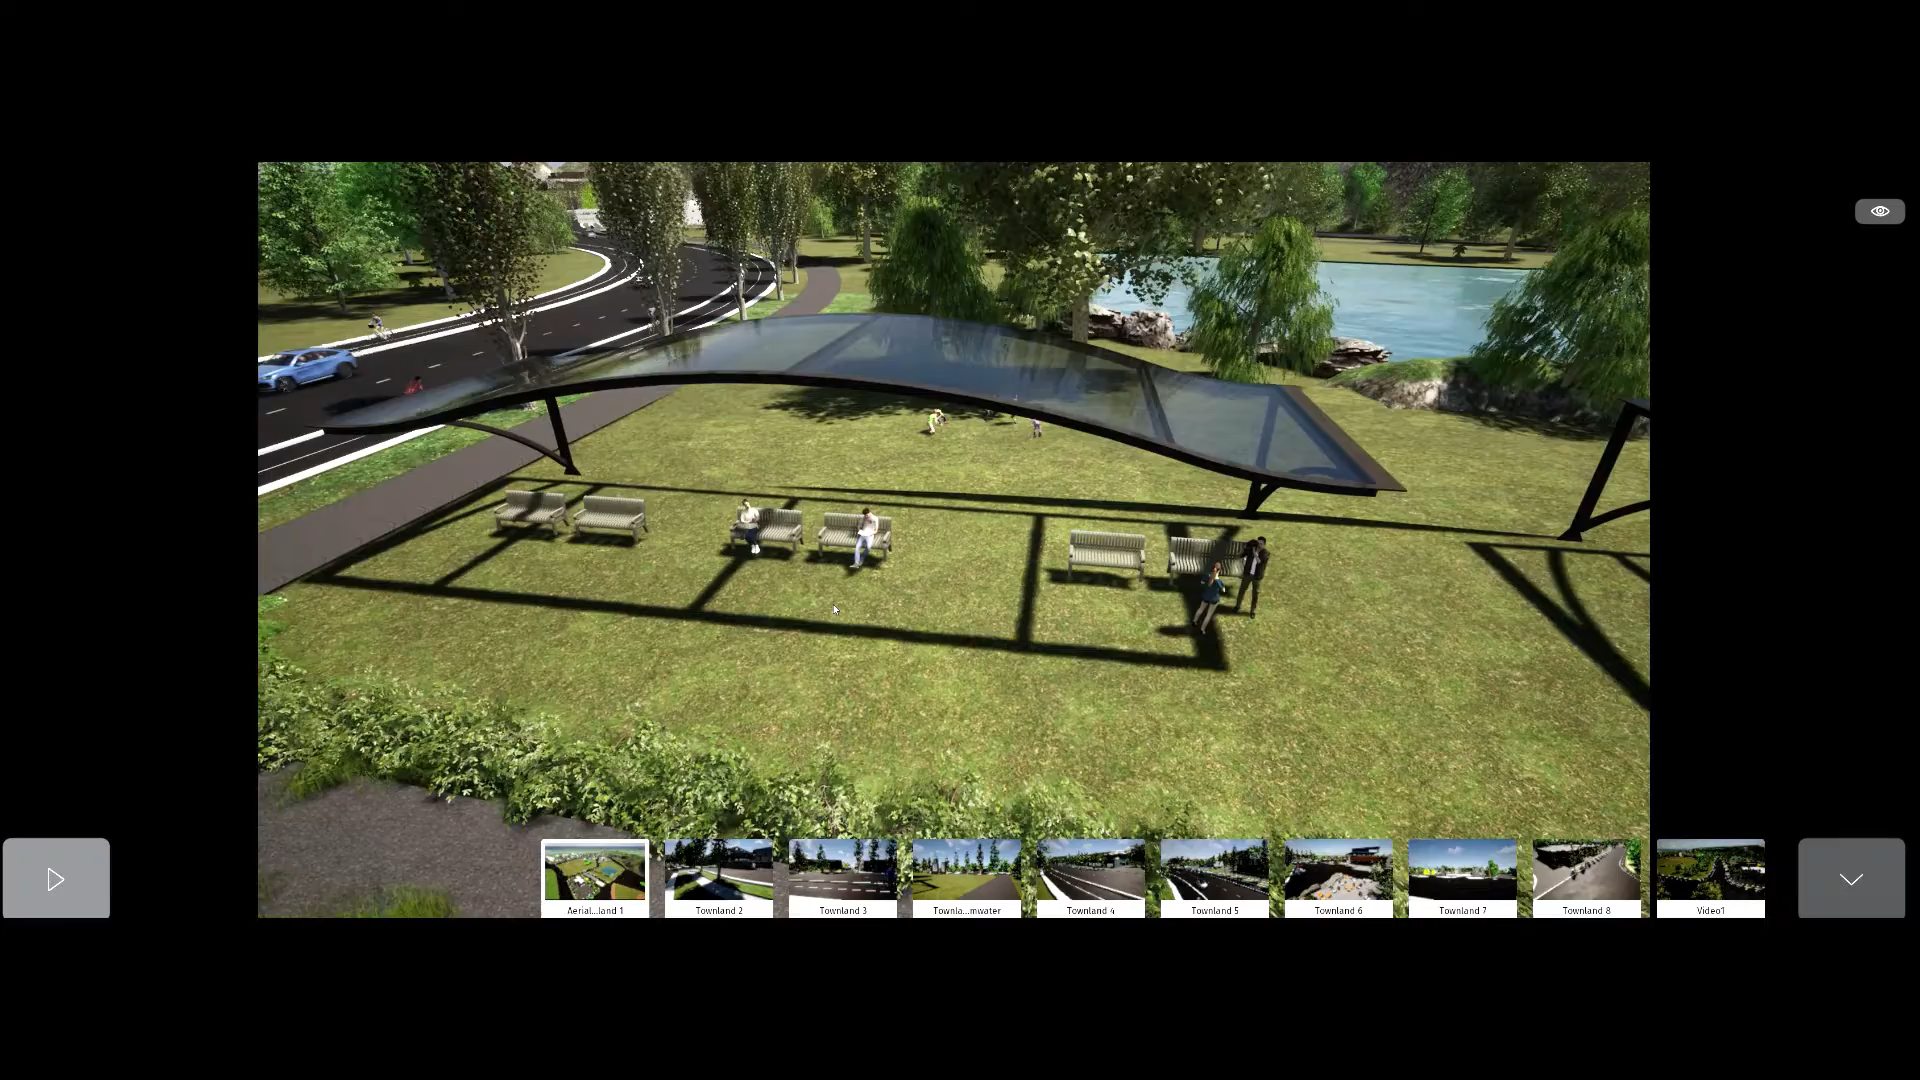 Aerial...land 1
Townland 2
Townland 3
Townla...mwater
Townland 4
Townland 5
Townland 6
Townland 7
Townland 8
Video1